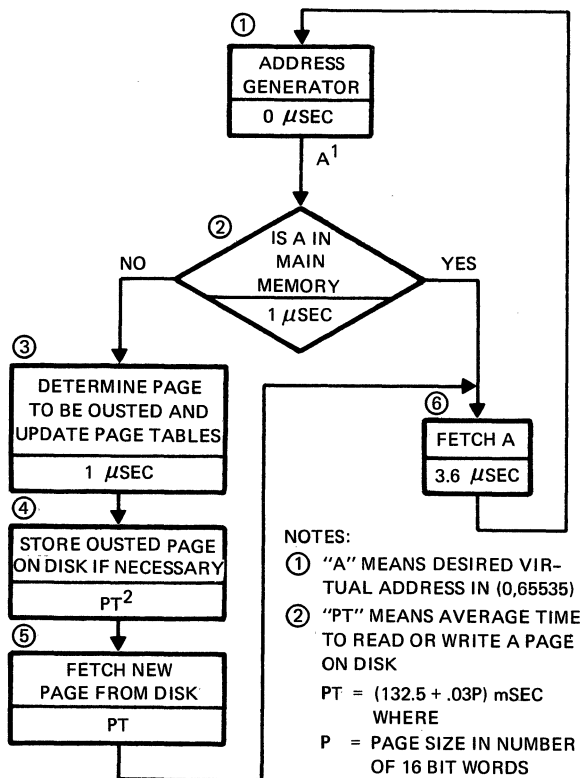 ①
ADDRESS
GENERATOR
0 μSEC
A¹
②
IS A IN
MAIN
MEMORY
1 μSEC
NO
YES
③
DETERMINE PAGE
TO BE OUSTED AND
UPDATE PAGE TABLES
1 μSEC
④
STORE OUSTED PAGE
ON DISK IF NECESSARY
PT²
⑤
FETCH NEW
PAGE FROM DISK
PT
⑥
FETCH A
3.6 μSEC
NOTES:
① "A" MEANS DESIRED VIR-
TUAL ADDRESS IN (0,65535)
② "PT" MEANS AVERAGE TIME
TO READ OR WRITE A PAGE
ON DISK
PT = (132.5 + .03P) mSEC
WHERE
P = PAGE SIZE IN NUMBER
OF 16 BIT WORDS